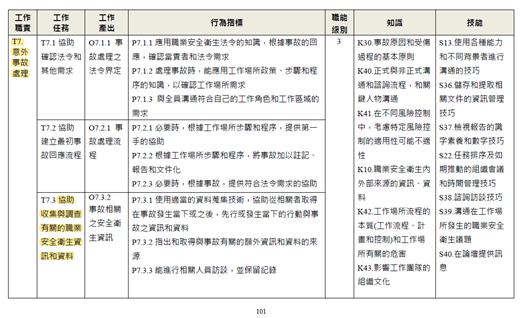 工作
職責
工作
任務
工作
產出
行為指標
職能
級別
知識
技能
T7.
意外
事故
處理
T7.1 協助
確認法令和
其他需求
O7.1.1 事
故處理之
法令界定
P7.1.1 應用職業安全衛生法令的知識，根據事故的回
應，確認當責者和法令需求
P7.1.2 處理事故時，能應用工作場所政策、步驟和程
序的知識，以確認工作場所需求
P7.1.3 與全員溝通符合自己的工作角色和工作區域的
需求
3
K30.事故原因和受傷
過程的基本原則
K40.正式與非正式溝
通和諮詢流程，和關
鍵人物溝通
K41.在不同風險控制
中，考慮特定風險控
制的適用性可能不適
性
K10.職業安全衛生內
外部來源的資訊、資
料
K42.工作場所流程的
本質(工作流程、計
畫和控制)和工作場
所有關的危害
K43.影響工作團隊的
組織文化
S13.使用各種能力
和不同背景者進行
溝通的技巧
S36.儲存和提取相
關文件的資訊管理
技巧
S37.檢視報告的識
字素養和數字技巧
S22.任務排序及如
期推動的組織會議
和時間管理技巧
S38.諮詢訪談技巧
S39.溝通在工作場
所發生的職業安全
衛生議題
S40.在論壇提供訊
息
T7.2 協助
建立最初事
故回應流程
O7.2.1 事
故處理流
程
P7.2.1 必要時，根據工作場所步驟和程序，提供第一
手的協助
P7.2.2 根據工作場所步驟和程序，將事故加以註記、
報告和文件化
P7.2.3 必要時，根據事故，提供符合法令需求的協助
T7.3 協助
收集與調查
有關的職業
安全衛生資
訊和資料
O7.3.2
事故相關
之安全衛
生資訊
P7.3.1 使用適當的資料蒐集技術，協助從相關者取得
在事故發生當下或之後，先行或發生當下的行動與事
故之資訊和資料
P7.3.2 指出和取得與事故有關的額外資訊和資料的來
源
P7.3.3 能進行相關人員訪談，並保留紀錄
101